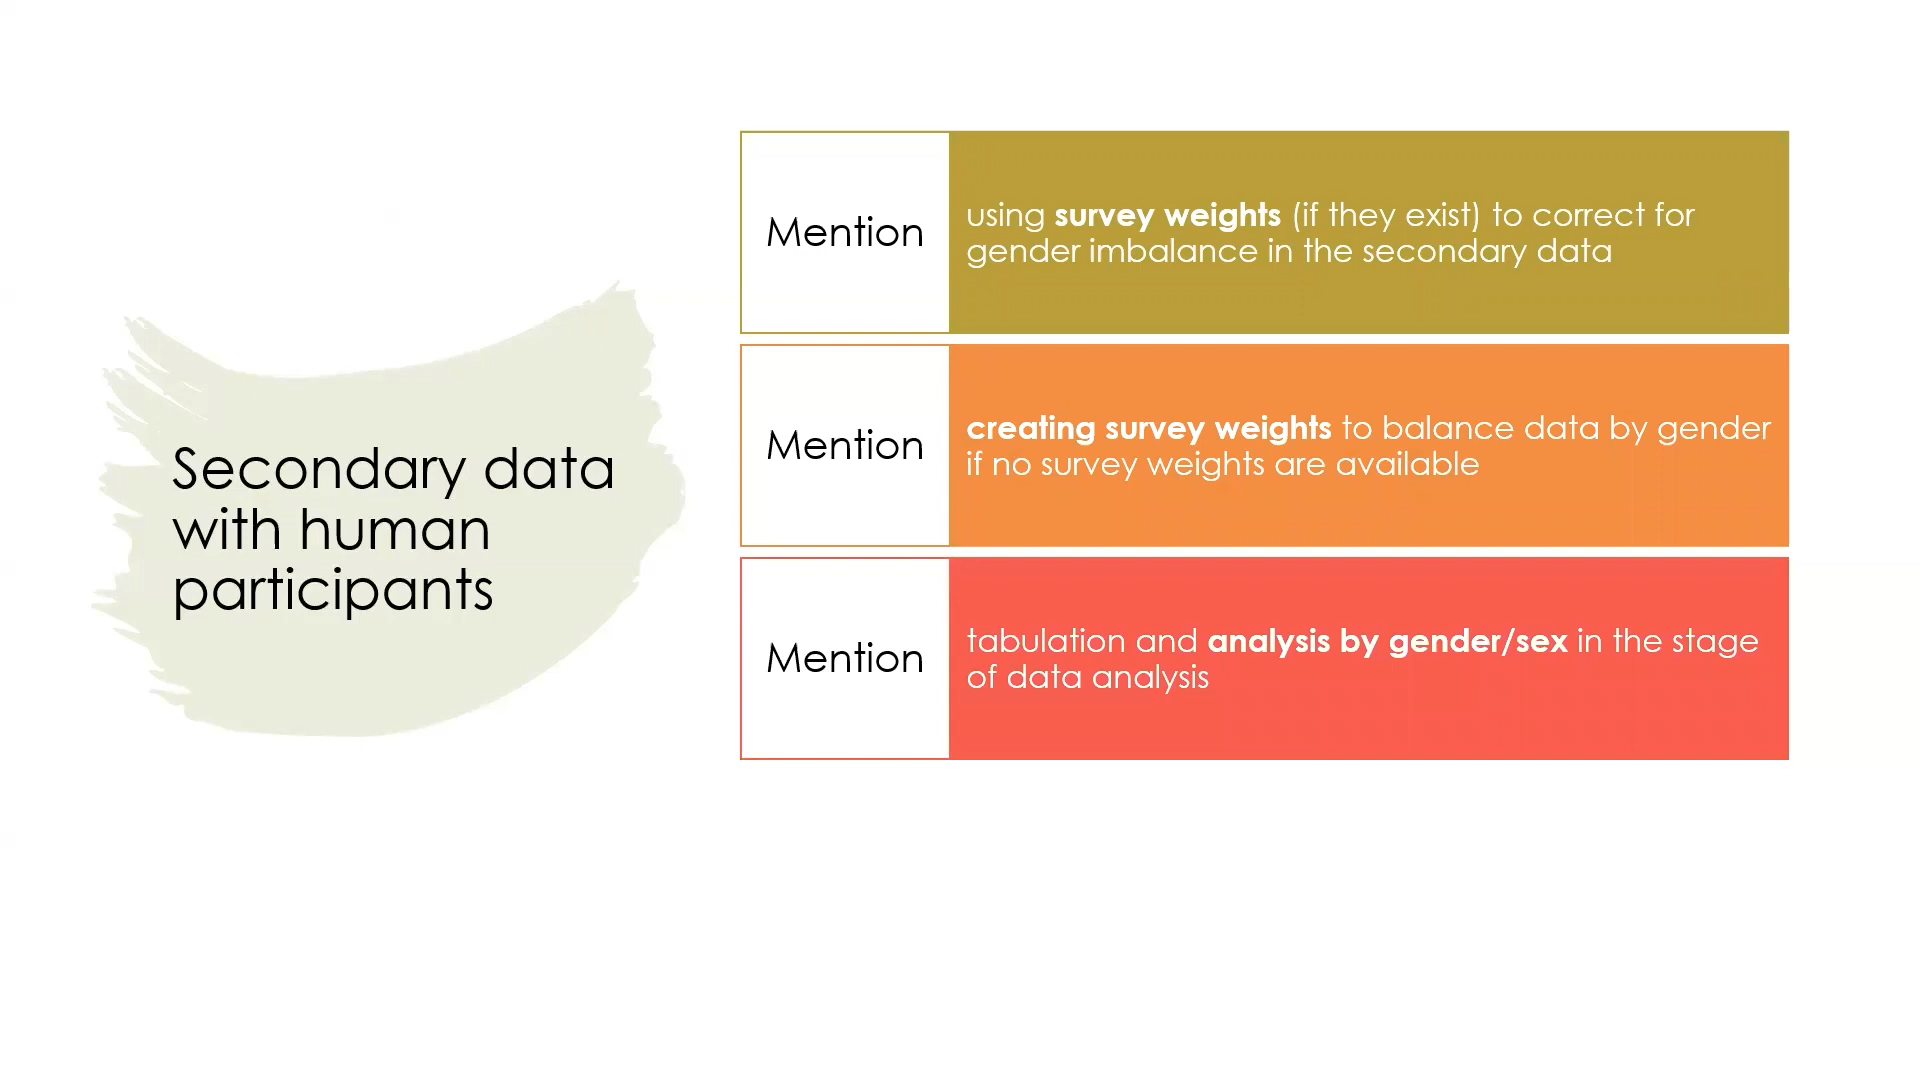 Secondary data
with human
participants
Mention
using survey weights (if they exist) to correct for
gender imbalance in the secondary data
Mention
creating survey weights to balance data by gender
if no survey weights are available
Mention
tabulation and analysis by gender/sex in the stage
of data analysis